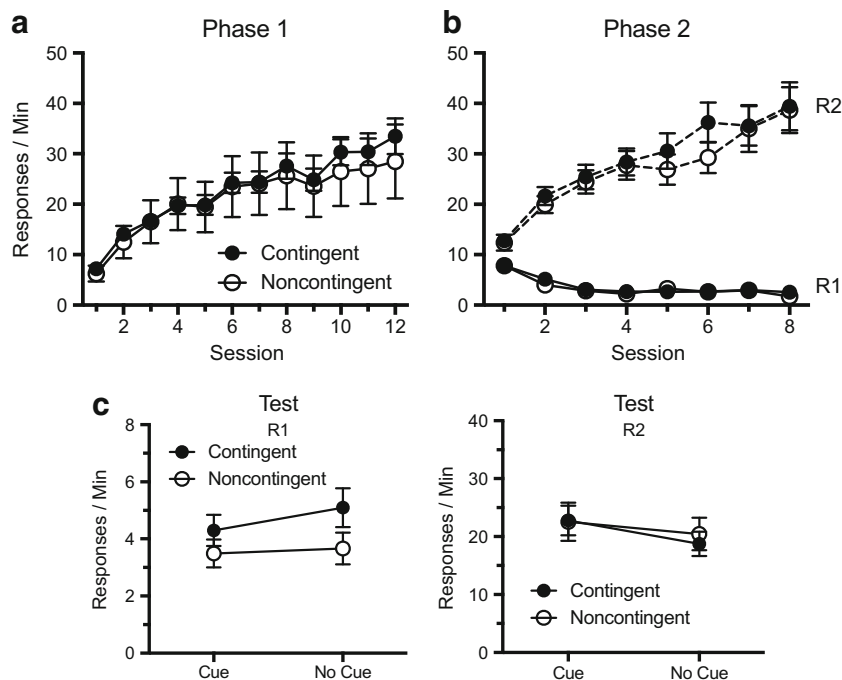 a
Phase 1
50
40
30
20
10
0
Responses / Min
Contingent
Noncontingent
2 4 6 8 10 12
Session
b
Phase 2
50
40
30
20
10
0
R2
R1
2 4 6 8
Session
c
Test
R1
8
6
4
2
0
Responses / Min
Contingent
Noncontingent
Cue No Cue
Test
R2
40
30
20
10
0
Responses / Min
Contingent
Noncontingent
Cue No Cue